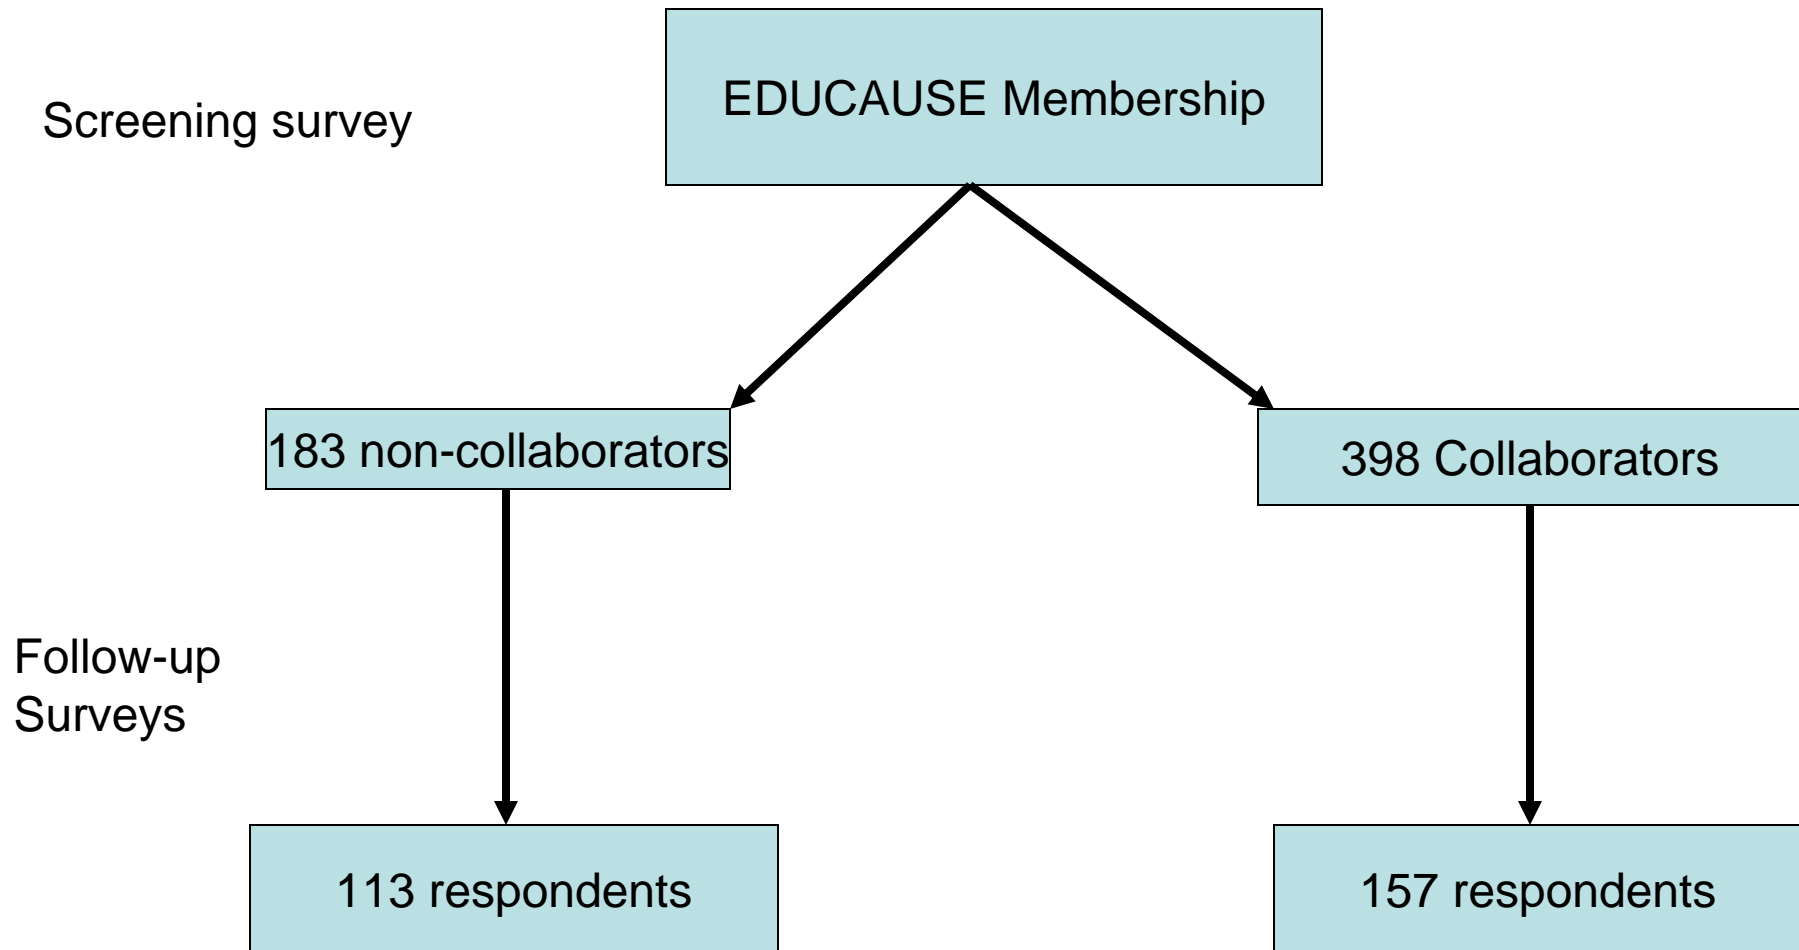 EDUCAUSE Membership
Screening survey
183 non-collaborators
398 Collaborators
Follow-up
Surveys
113 respondents
157 respondents